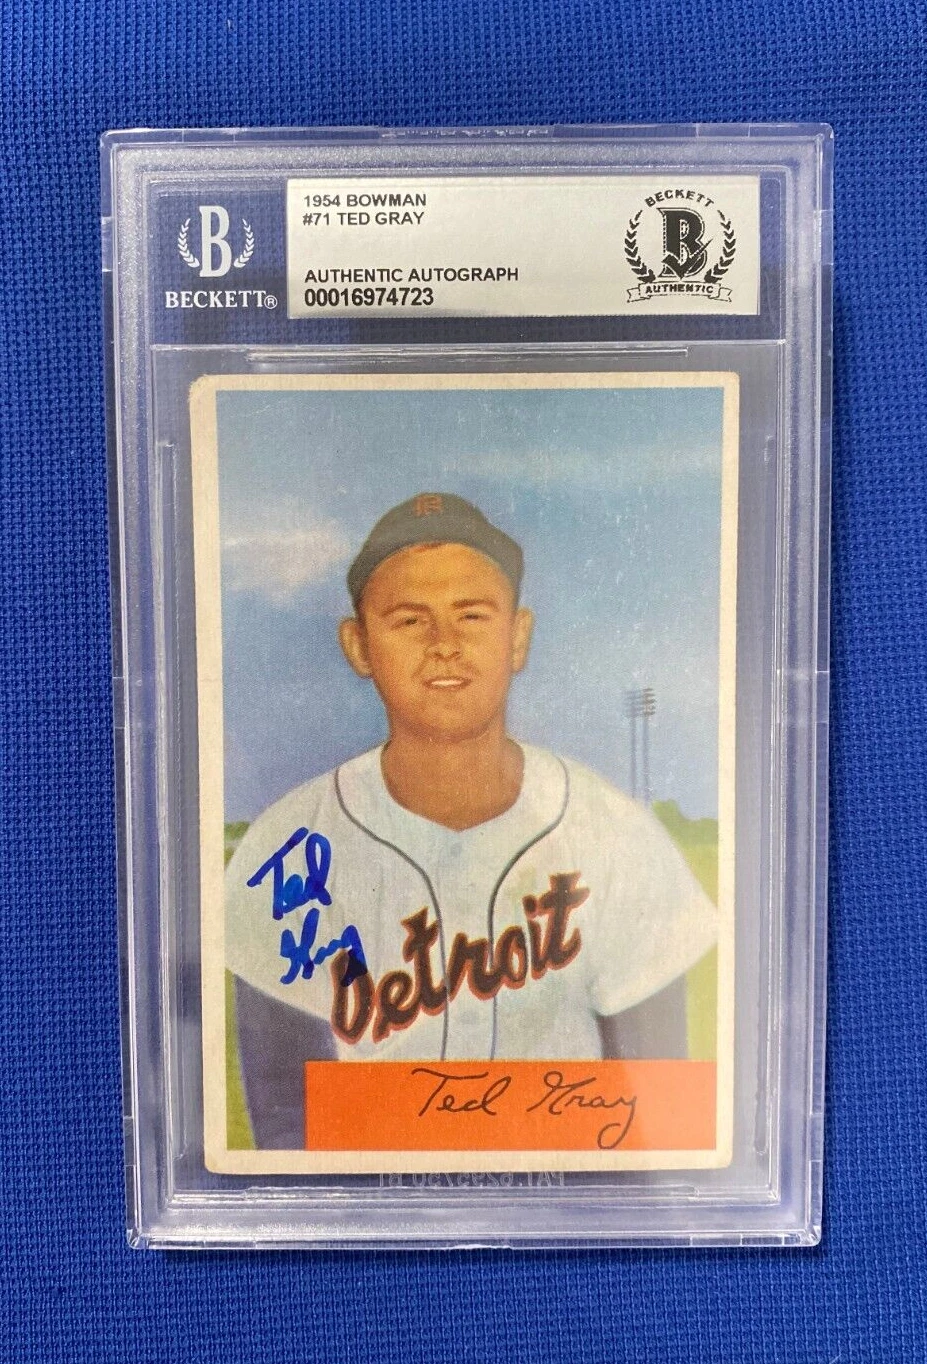 1954 BOWMAN
#71 TED GRAY
AUTHENTIC AUTOGRAPH
00016974723
B
BECKETT®
BECKETT
B
AUTHENTIC
Ted
Gray
Detroit
Ted Gray